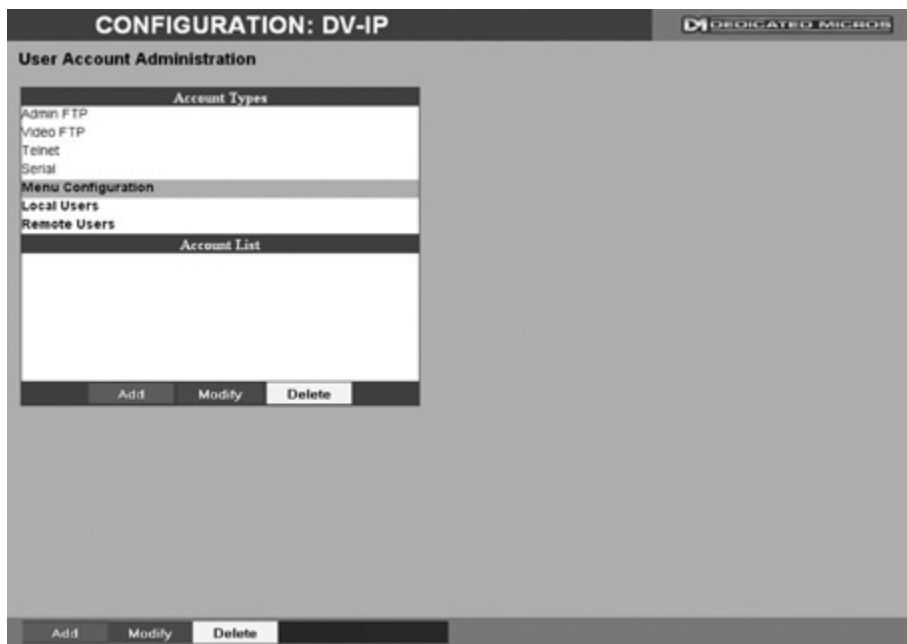 CONFIGURATION: DV-IP
DEDICATED MICROS
User Account Administration
Account Types
Admin FTP
Video FTP
Telnet
Serial
Menu Configuration
Local Users
Remote Users
Account List
Add Modify Delete
Add Modify Delete